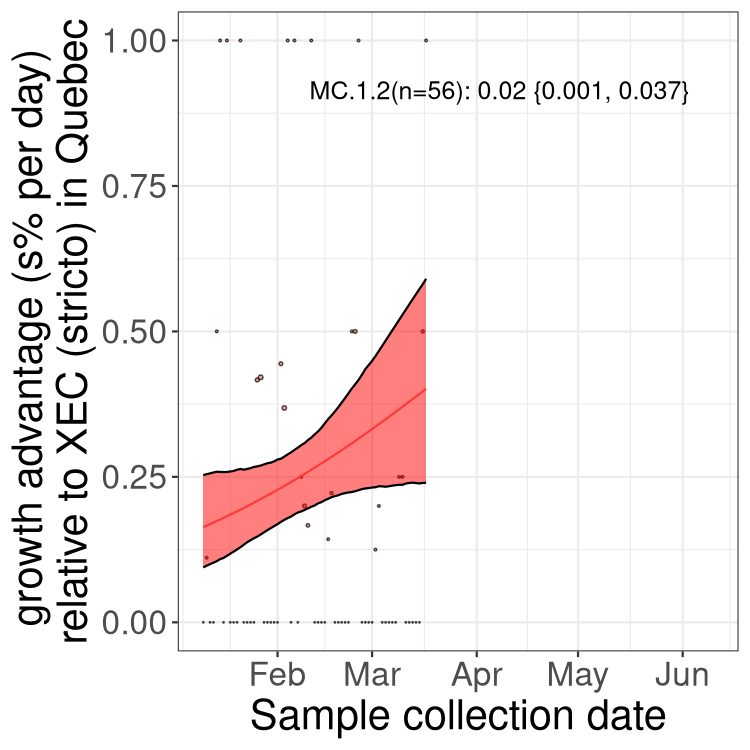 growth advantage (s% per day)
relative to XEC (stricto) in Quebec
1.00
0.75
0.50
0.25
0.00
MC.1.2(n=56): 0.02 {0.001, 0.037}
Feb Mar Apr May Jun
Sample collection date